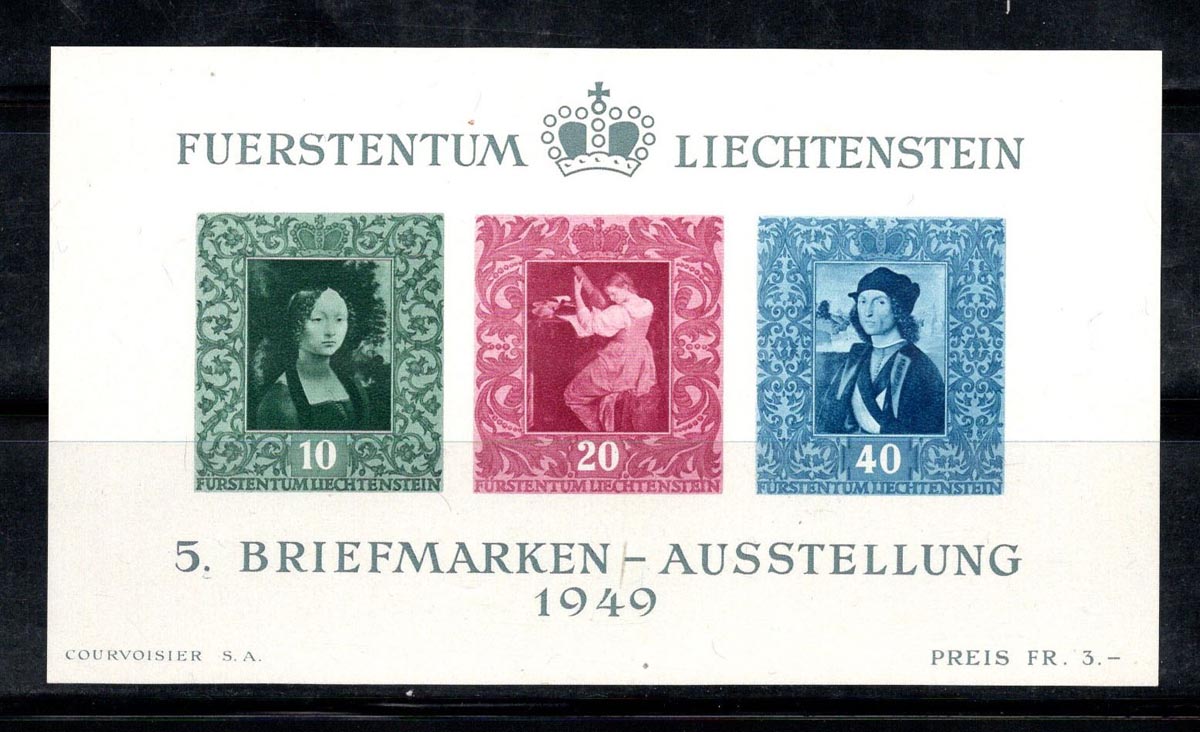 FUERSTENTUM LIECHTENSTEIN
10
FÜRSTENTUM LIECHTENSTEIN
20
FÜRSTENTUM LIECHTENSTEIN
40
FÜRSTENTUM LIECHTENSTEIN
5. BRIEFMARKEN – AUSSTELLUNG
1949
COURVOISIER S.A.
PREIS FR. 3.–